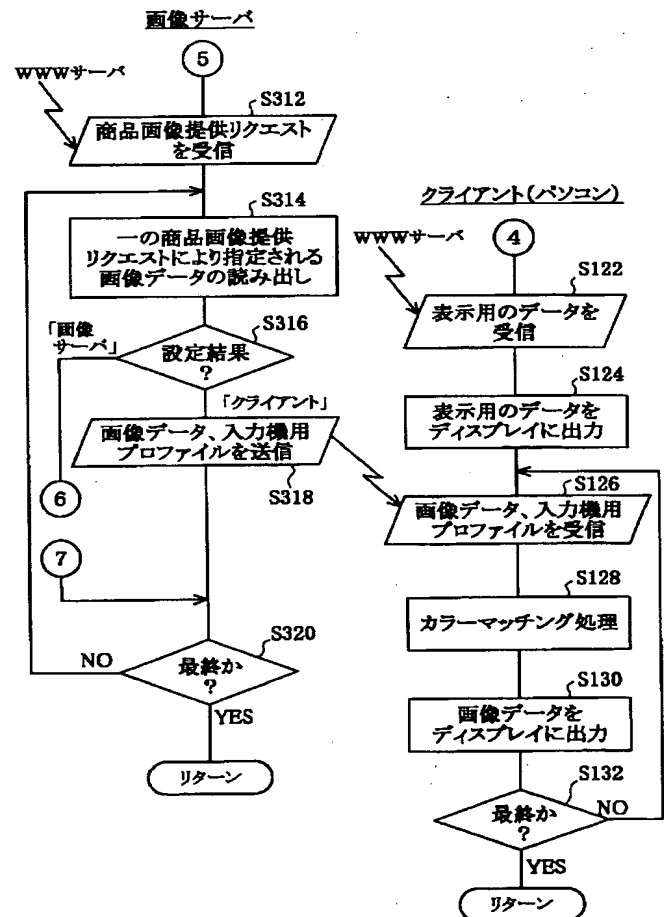 画像サーバ
5
WWWサーバ
S312
商品画像提供リクエスト
を受信
S314
一の商品画像提供
リクエストにより指定される
画像データの読み出し
「画像
サーバ」
S316
設定結果
?
「クライアント」
画像データ、入力機用
プロファイルを送信
S318
6
7
S320
NO
最終か
?
YES
リターン
クライアント(パソコン)
WWWサーバ
4
S122
表示用のデータを
受信
S124
表示用のデータを
ディスプレイに出力
S126
画像データ、入力機用
プロファイルを受信
S128
カラーマッチング処理
S130
画像データを
ディスプレイに出力
S132
最終か
?
NO
YES
リターン